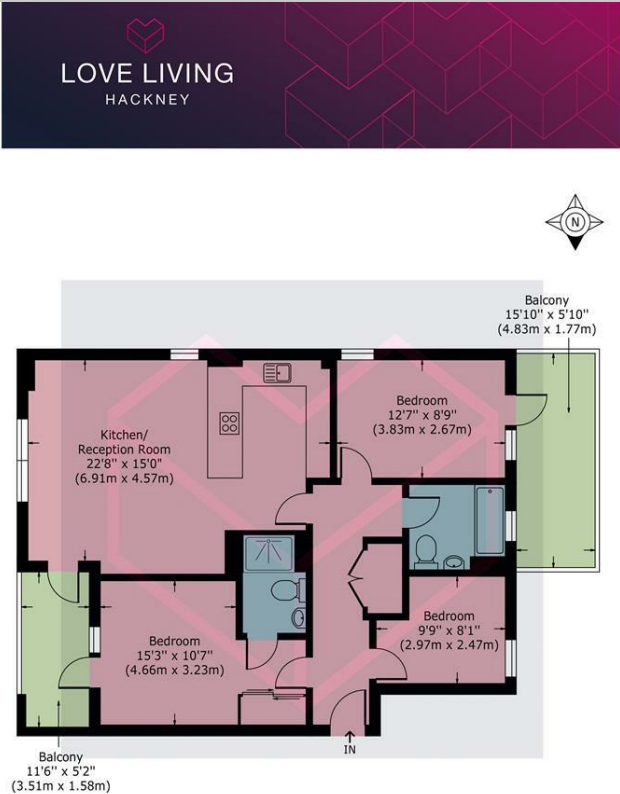 LOVE LIVING
HACKNEY
N
Balcony
15'10'' x 5'10''
(4.83m x 1.77m)
Kitchen/
Reception Room
22'8'' x 15'0''
(6.91m x 4.57m)
Bedroom
12'7'' x 8'9''
(3.83m x 2.67m)
Bedroom
15'3'' x 10'7''
(4.66m x 3.23m)
Bedroom
9'9'' x 8'1''
(2.97m x 2.47m)
IN
Balcony
11'6'' x 5'2''
(3.51m x 1.58m)